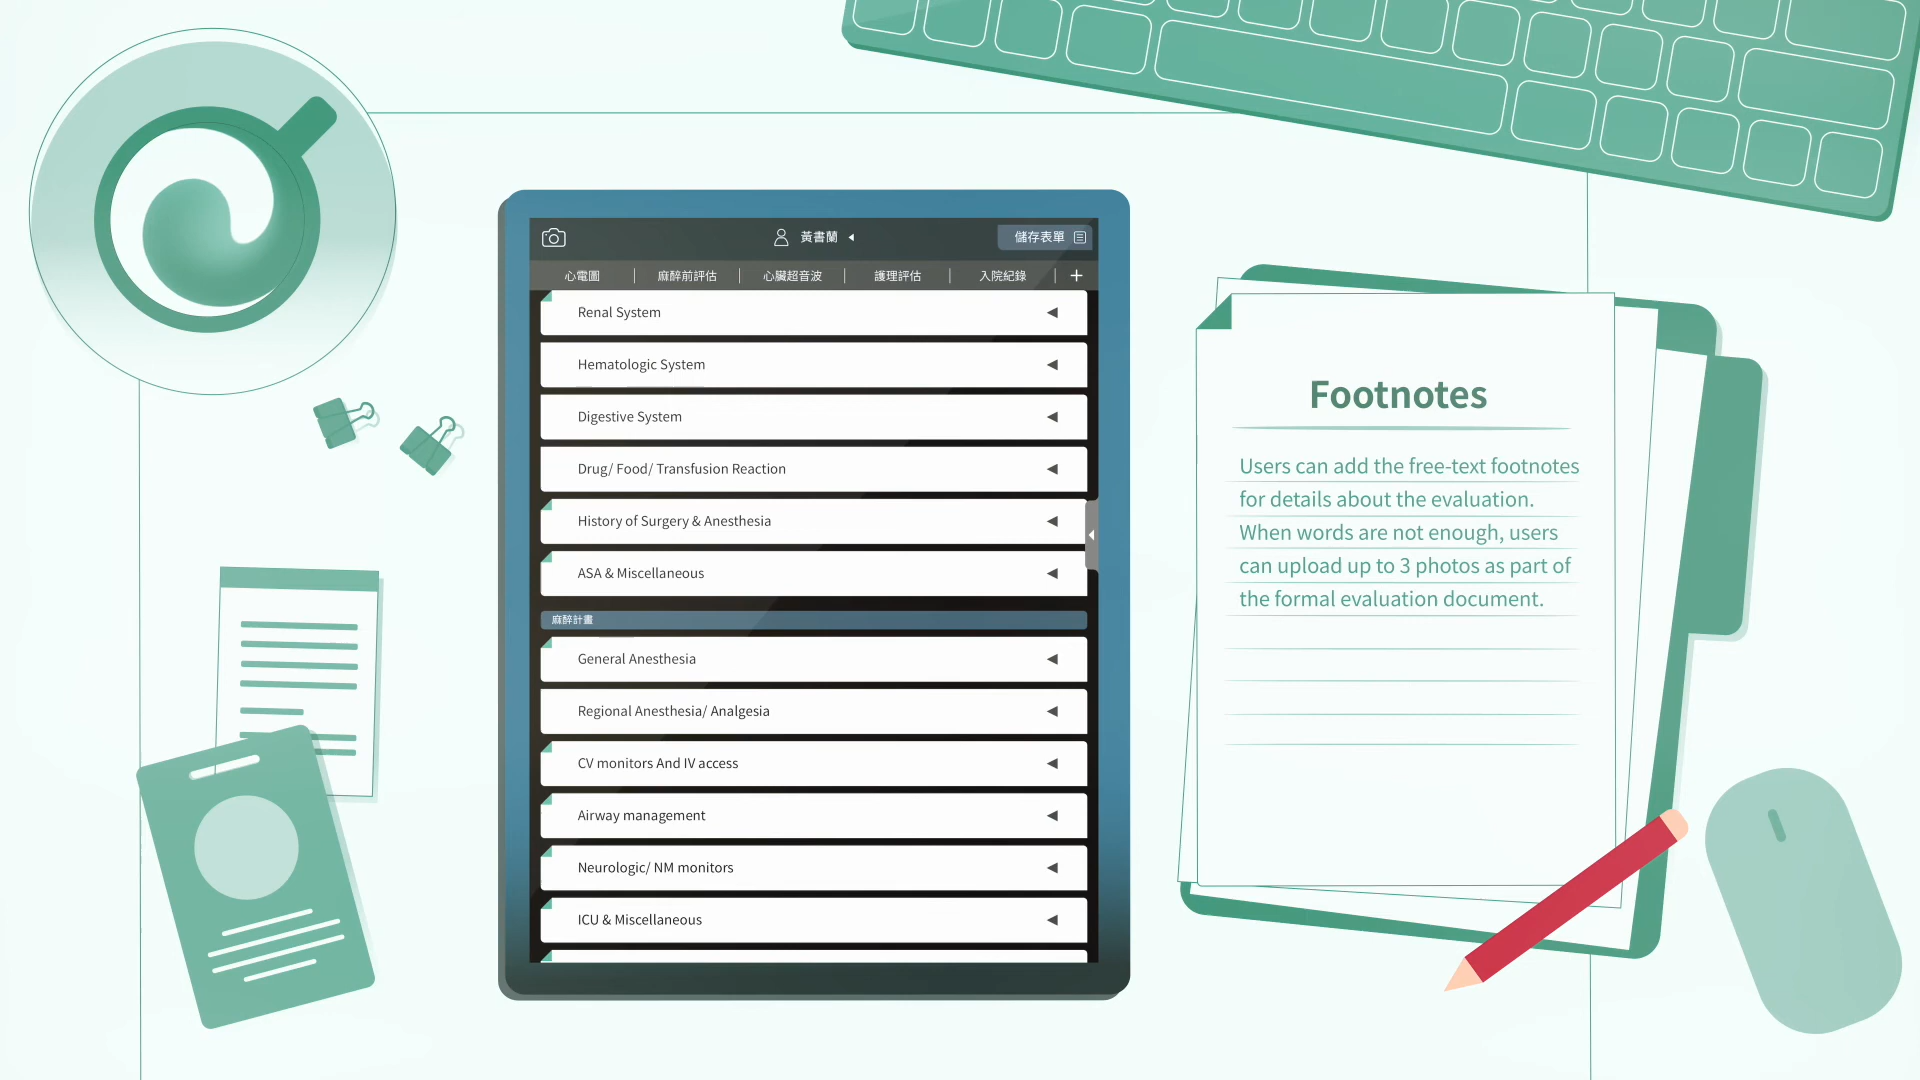 黃書蘭
儲存表單
心電圖
麻醉前評估
心臟超音波
護理評估
入院紀錄
Renal System
Hematologic System
Digestive System
Drug/ Food/ Transfusion Reaction
History of Surgery & Anesthesia
ASA & Miscellaneous
麻醉計畫
General Anesthesia
Regional Anesthesia/ Analgesia
CV monitors And IV access
Airway management
Neurologic/ NM monitors
ICU & Miscellaneous
Footnotes
Users can add the free-text footnotes
for details about the evaluation.
When words are not enough, users
can upload up to 3 photos as part of
the formal evaluation document.